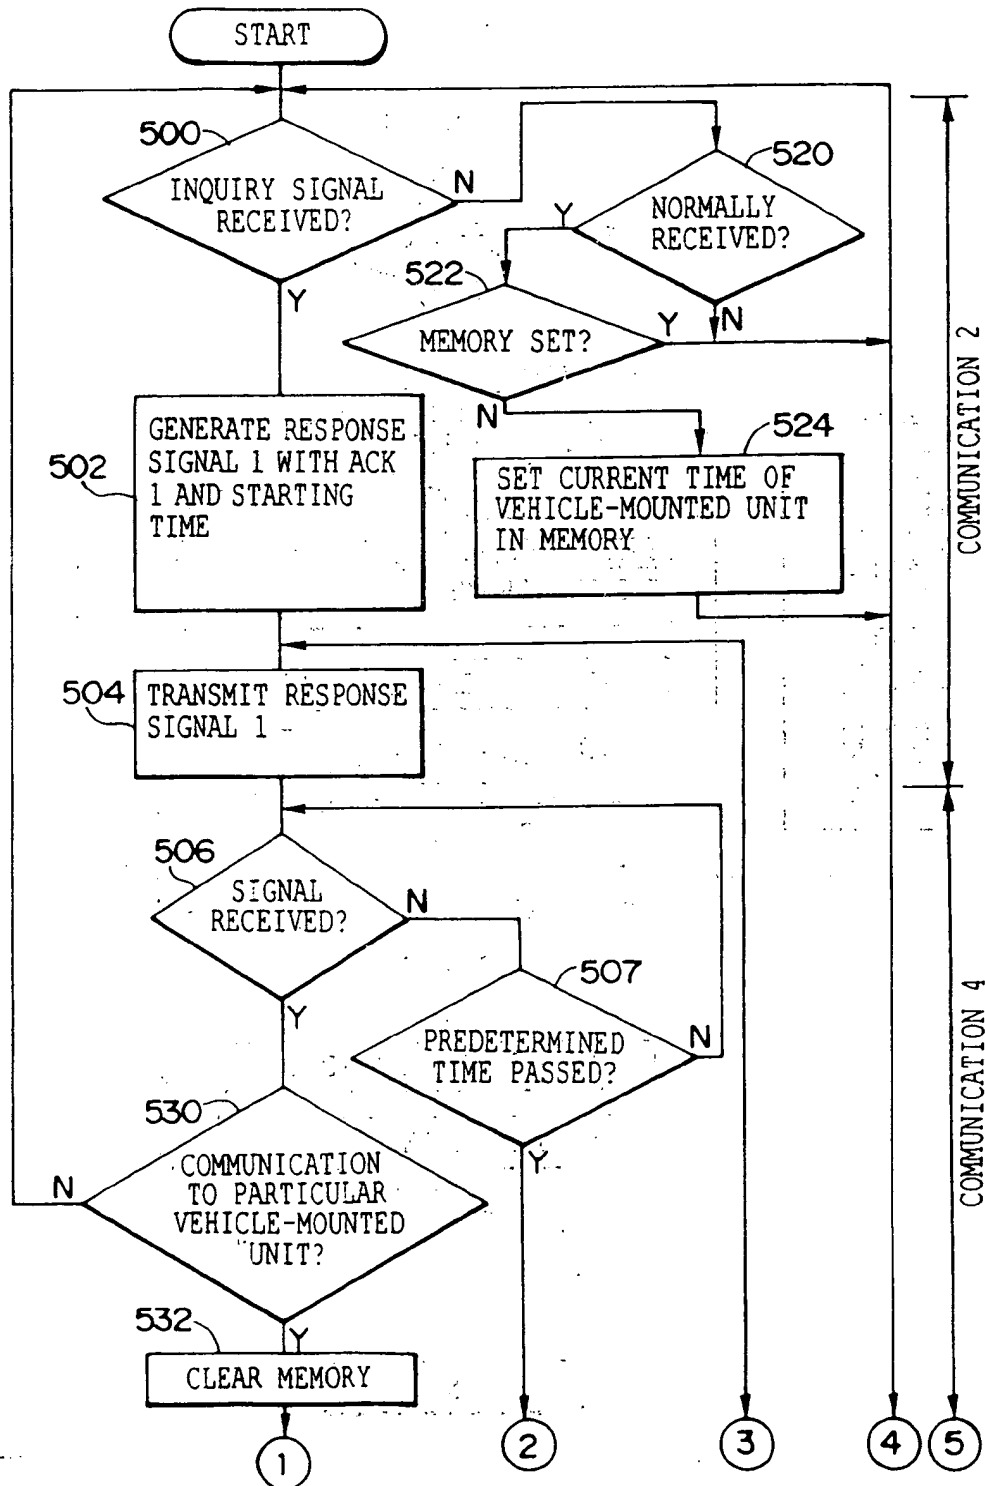 START
500
INQUIRY SIGNAL
RECEIVED?
N
Y
520
NORMALLY
RECEIVED?
Y
N
522
MEMORY SET?
Y
N
502
GENERATE RESPONSE
SIGNAL 1 WITH ACK
1 AND STARTING
TIME
524
SET CURRENT TIME OF
VEHICLE-MOUNTED UNIT
IN MEMORY
COMMUNICATION 2
504
TRANSMIT RESPONSE
SIGNAL 1
506
SIGNAL
RECEIVED?
N
Y
507
PREDETERMINED
TIME PASSED?
N
Y
COMMUNICATION 4
530
COMMUNICATION
TO PARTICULAR
VEHICLE-MOUNTED
UNIT?
N
Y
532
CLEAR MEMORY
1
2
3
4
5